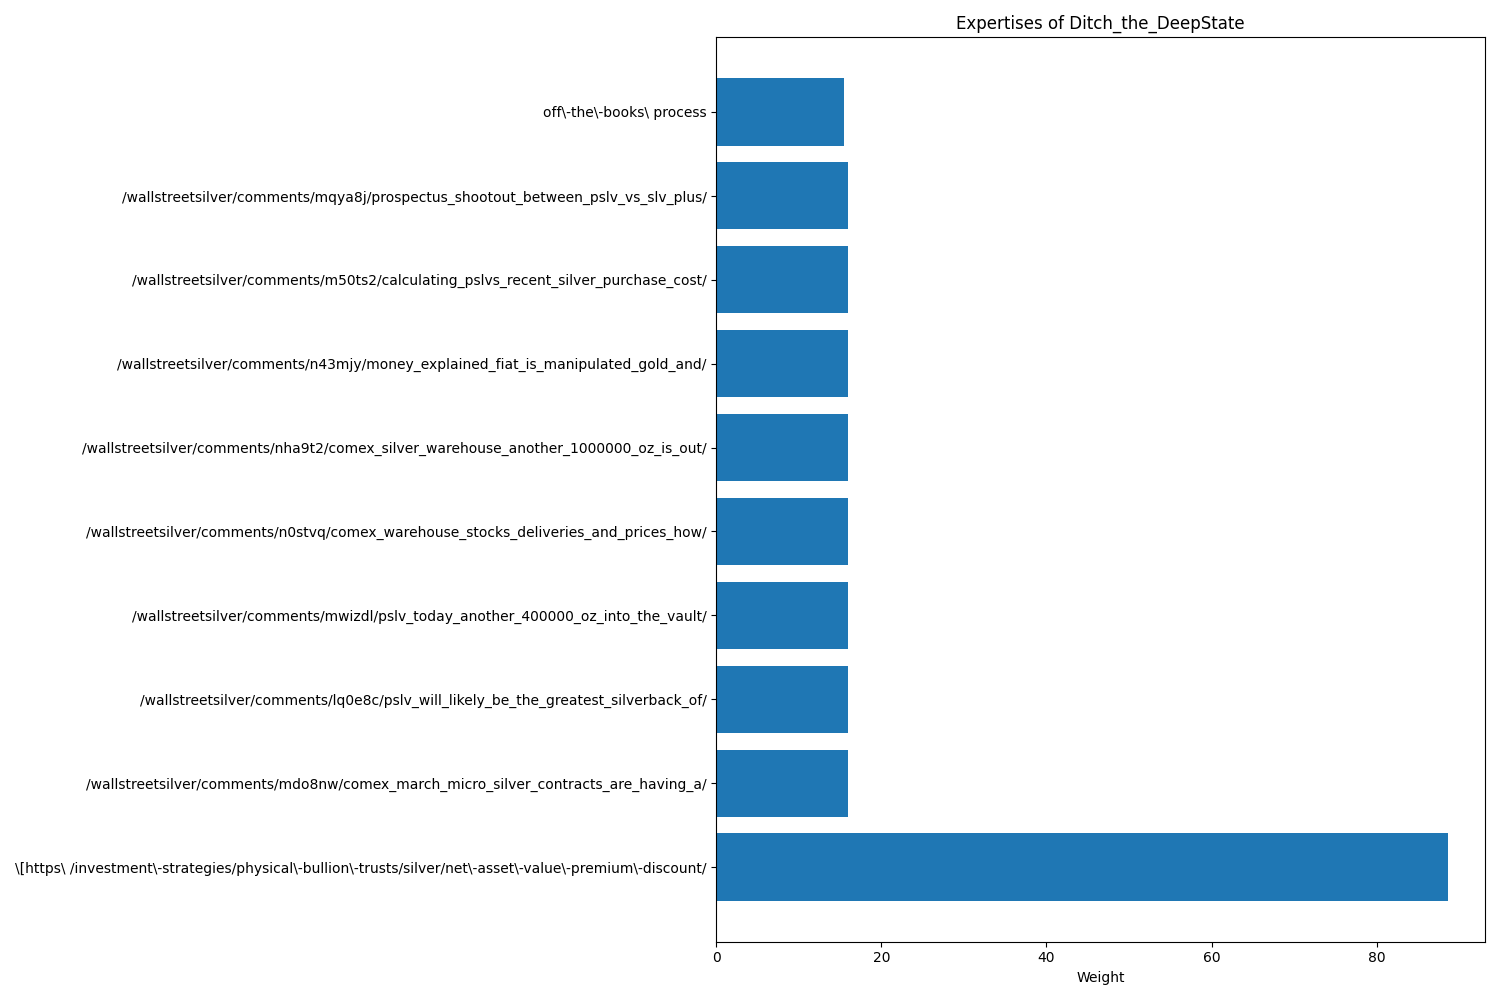 Expertises of Ditch_the_DeepState
off\-the\-books\ process
/wallstreetsilver/comments/mqya8j/prospectus_shootout_between_pslv_vs_slv_plus/
/wallstreetsilver/comments/m50ts2/calculating_pslvs_recent_silver_purchase_cost/
/wallstreetsilver/comments/n43mjy/money_explained_fiat_is_manipulated_gold_and/
/wallstreetsilver/comments/nha9t2/comex_silver_warehouse_another_1000000_oz_is_out/
/wallstreetsilver/comments/n0stvq/comex_warehouse_stocks_deliveries_and_prices_how/
/wallstreetsilver/comments/mwizdl/pslv_today_another_400000_oz_into_the_vault/
/wallstreetsilver/comments/lq0e8c/pslv_will_likely_be_the_greatest_silverback_of/
/wallstreetsilver/comments/mdo8nw/comex_march_micro_silver_contracts_are_having_a/
\[https\ /investment\-strategies/physical\-bullion\-trusts/silver/net\-asset\-value\-premium\-discount/
0 20 40 60 80
Weight